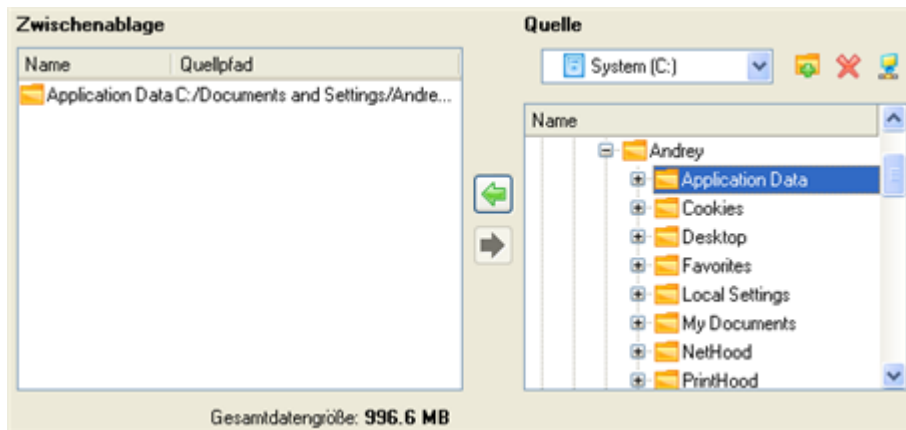 Zwischenablage
Name Quellpfad
Application Data C:/Documents and Settings/Andre...
Gesamtdatengröße: 996.6 MB
Quelle
System (C:)
Name
Andrey
Application Data
Cookies
Desktop
Favorites
Local Settings
My Documents
NetHood
PrintHood